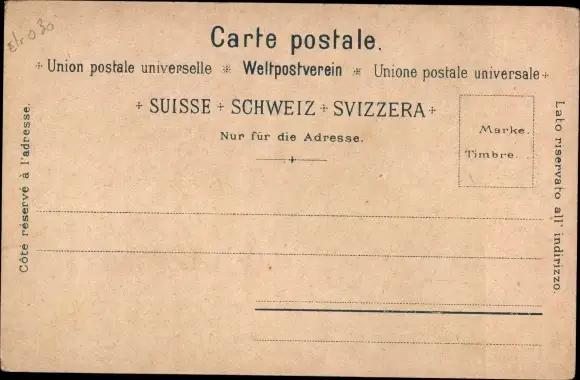 Carte postale.
Union postale universelle * Weltpostverein * Unione postale universale
+ SUISSE + SCHWEIZ + SVIZZERA +
Nur für die Adresse.
Marke.
Timbre.
Côté réservé à l'adresse.
Lato riservato all' indirizzo.